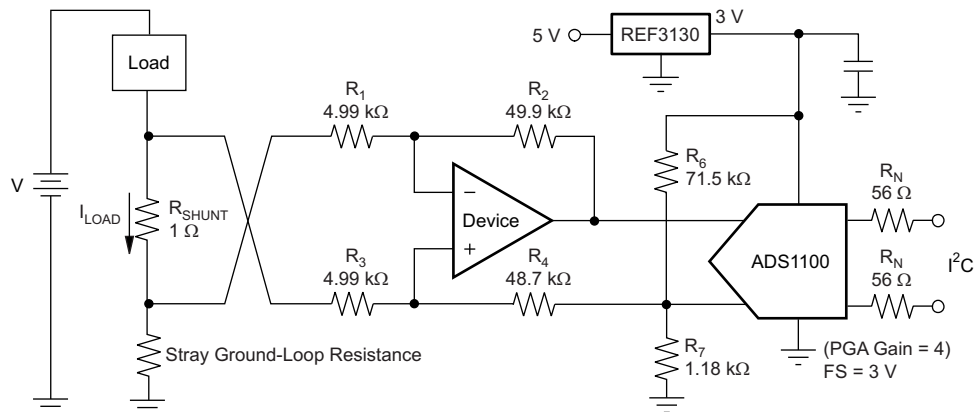 3 V
5 V
REF3130
Load
R1
4.99 kΩ
R2
49.9 kΩ
R6
71.5 kΩ
V
ILOAD
RSHUNT
1 Ω
−
Device
+
RN
56 Ω
ADS1100
I²C
R3
4.99 kΩ
R4
48.7 kΩ
RN
56 Ω
Stray Ground-Loop Resistance
R7
1.18 kΩ
(PGA Gain = 4)
FS = 3 V